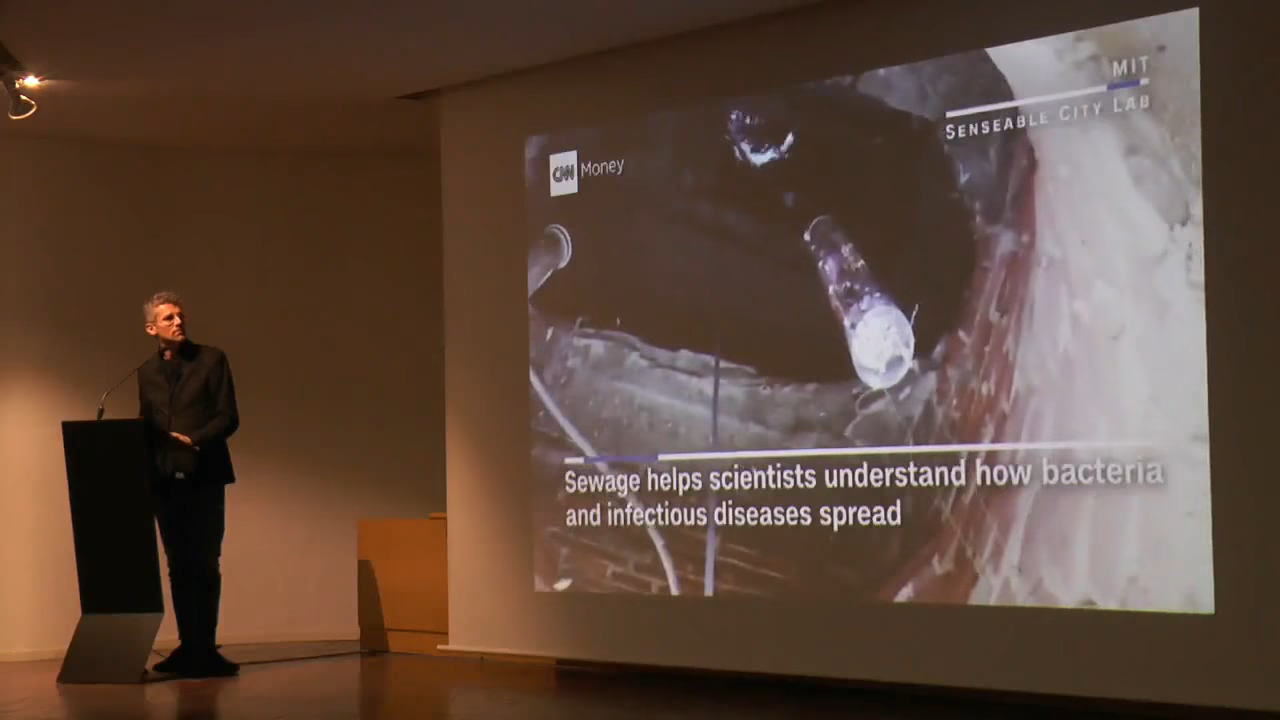 MIT
SENSEABLE CITY LAB
CNN Money
Sewage helps scientists understand how bacteria
and infectious diseases spread